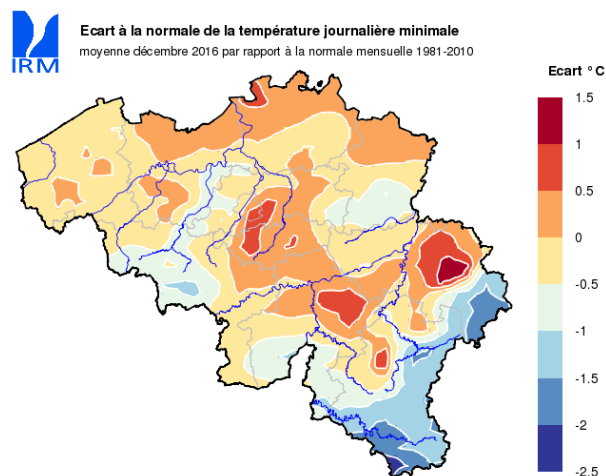 Ecart à la normale de la température journalière minimale
moyenne décembre 2016 par rapport à la normale mensuelle 1981-2010
IRM
Ecart °C
1.5
1
0.5
0
-0.5
-1
-1.5
-2
-2.5